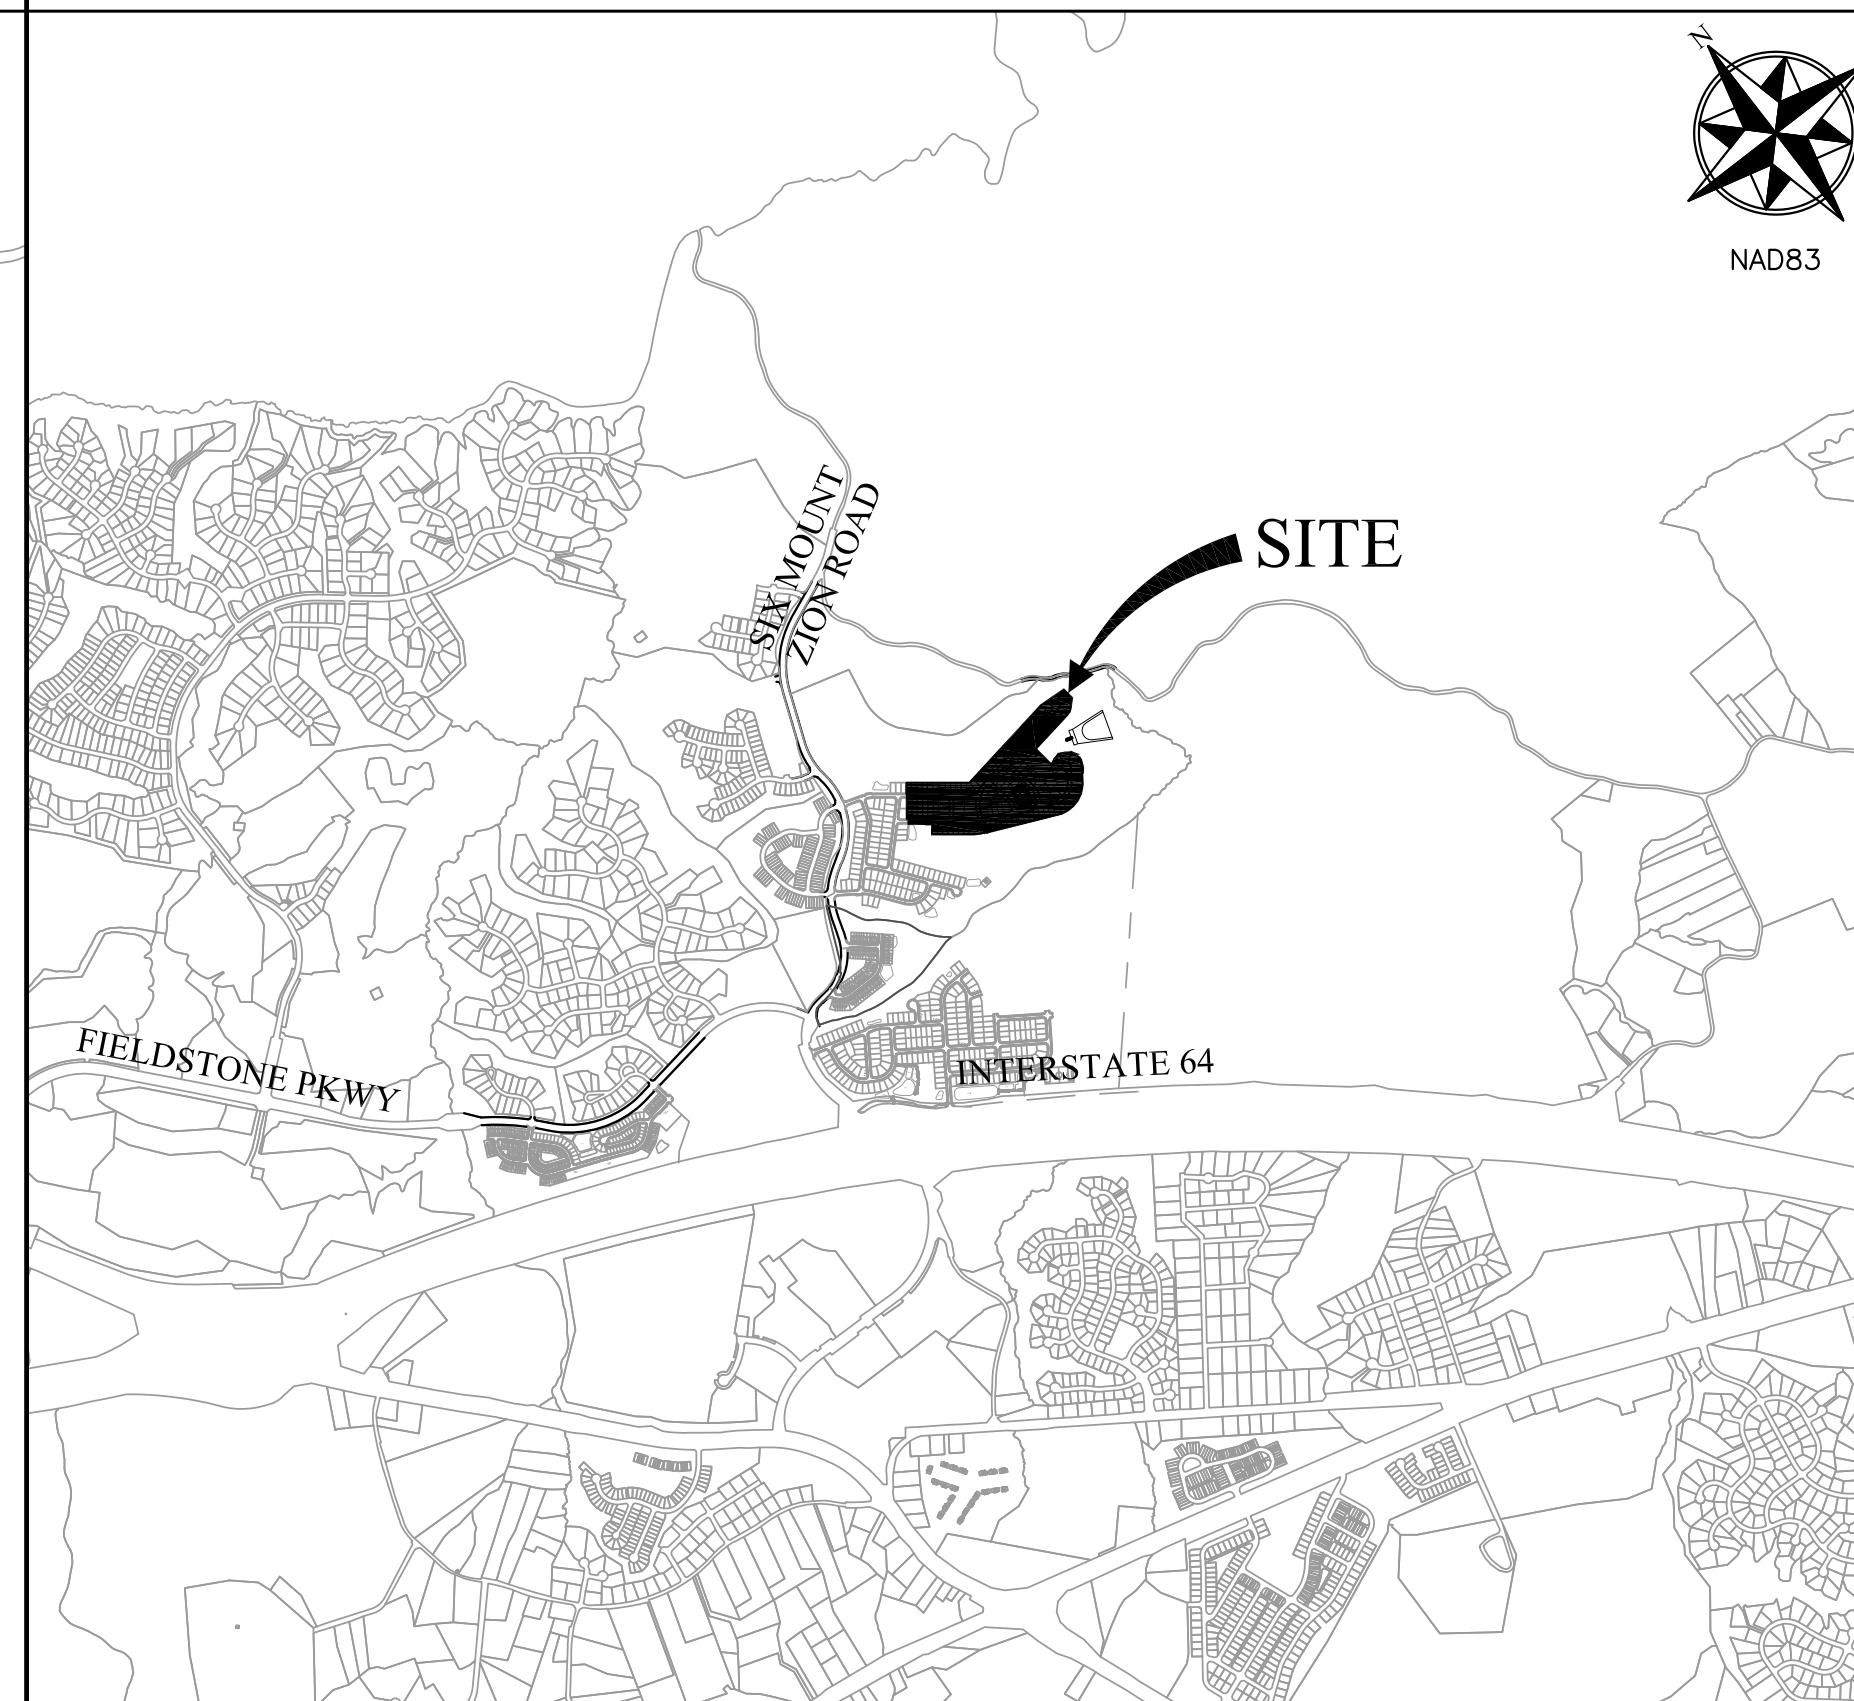 N
NAD83
SIX MOUNT
ZION ROAD
SITE
FIELDSTONE PKWY
INTERSTATE 64